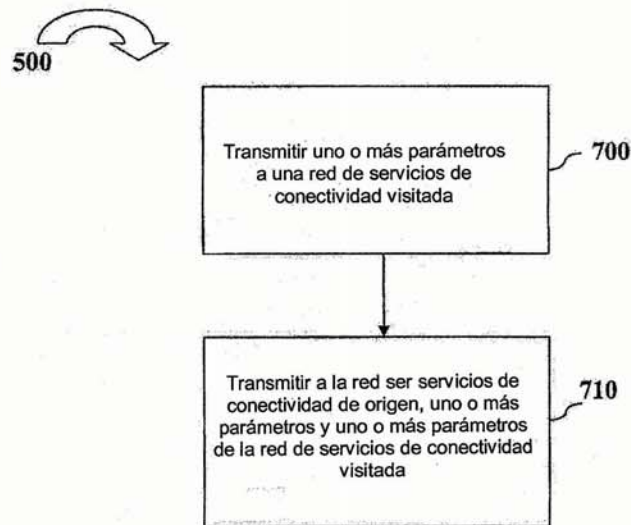 500
Transmitir uno o más parámetros
a una red de servicios de
conectividad visitada
700
Transmitir a la red ser servicios de
conectividad de origen, uno o más
parámetros y uno o más parámetros
de la red de servicios de conectividad
visitada
710